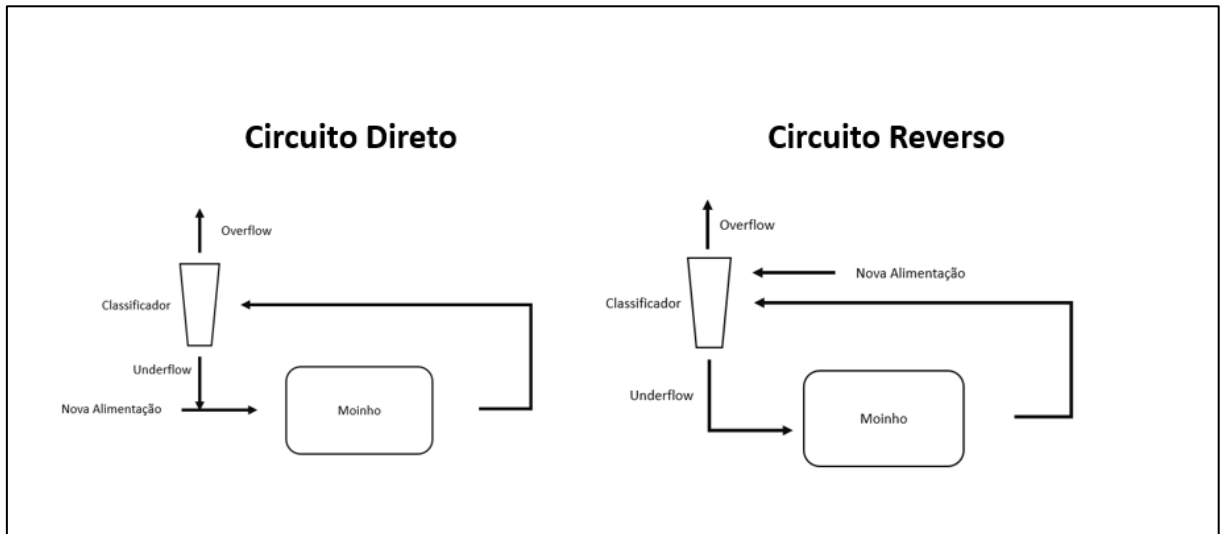 Circuito Direto
Overflow
Classificador
Underflow
Nova Alimentação
Moinho
Circuito Reverso
Overflow
Nova Alimentação
Classificador
Underflow
Moinho